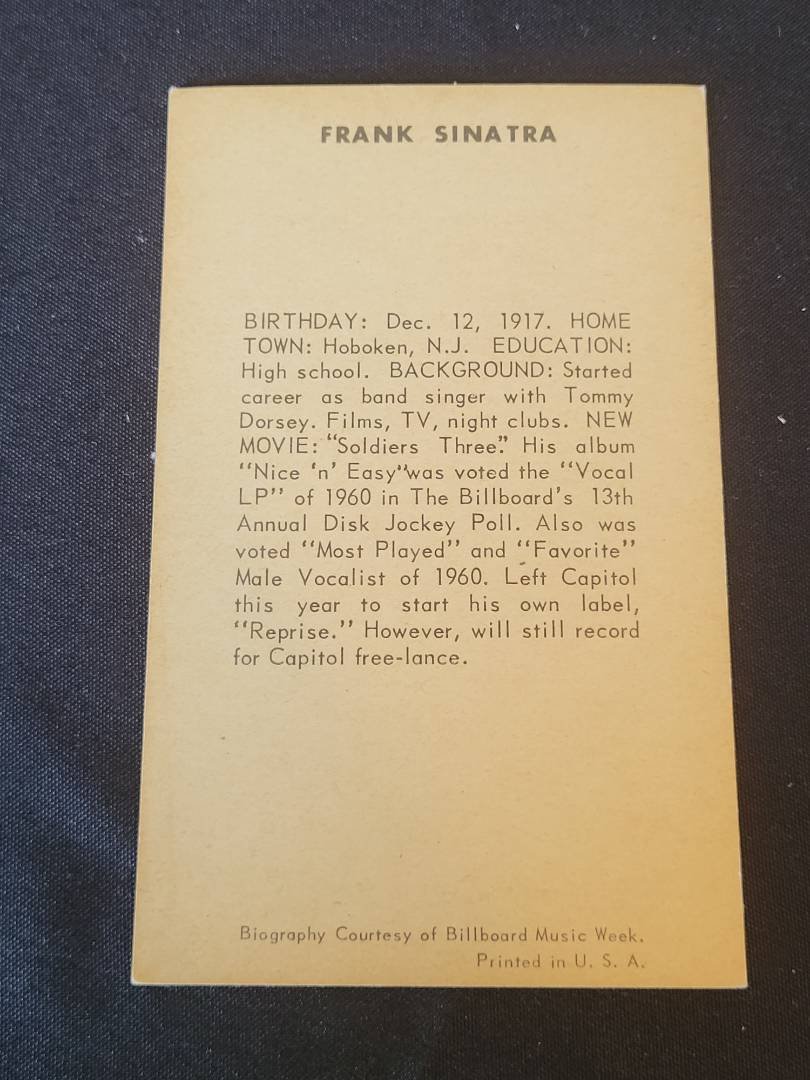 FRANK SINATRA
BIRTHDAY: Dec. 12, 1917. HOME
TOWN: Hoboken, N.J. EDUCATION:
High school. BACKGROUND: Started
career as band singer with Tommy
Dorsey. Films, TV, night clubs. NEW
MOVIE: "Soldiers Three." His album
"Nice 'n' Easy" was voted the "Vocal
LP" of 1960 in The Billboard's 13th
Annual Disk Jockey Poll. Also was
voted "Most Played" and "Favorite"
Male Vocalist of 1960. Left Capitol
this year to start his own label,
"Reprise." However, will still record
for Capitol free-lance.
Biography Courtesy of Billboard Music Week.
Printed in U. S. A.